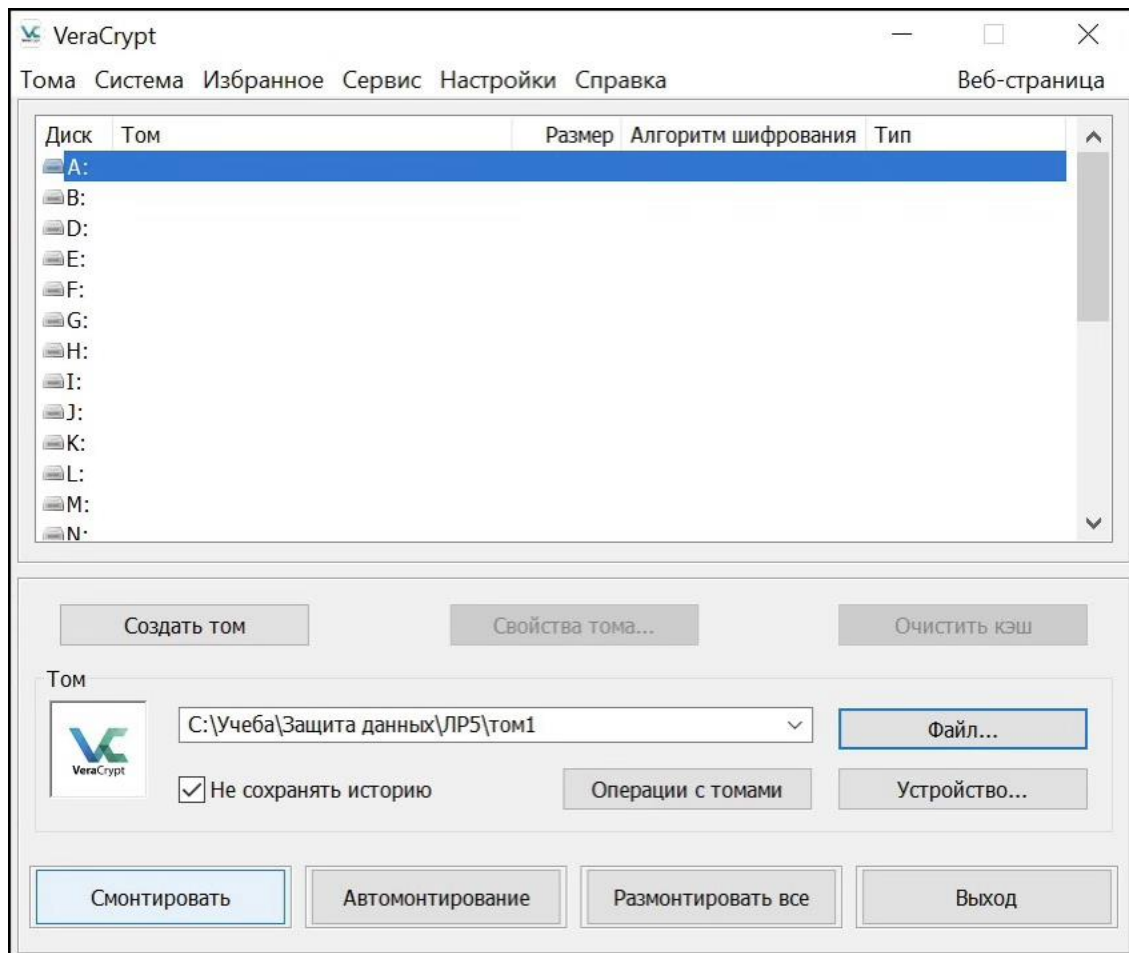 VeraCrypt
Тома Система Избранное Сервис Настройки Справка Веб-страница
Диск Том Размер Алгоритм шифрования Тип
A:
B:
D:
E:
F:
G:
H:
I:
J:
K:
L:
M:
N:
Создать том Свойства тома... Очистить кэш
Том
C:\Учеба\Защита данных\ЛР5\том1 Файл...
VeraCrypt
Не сохранять историю Операции с томами Устройство...
Смонтировать Автомонтирование Размонтировать все Выход